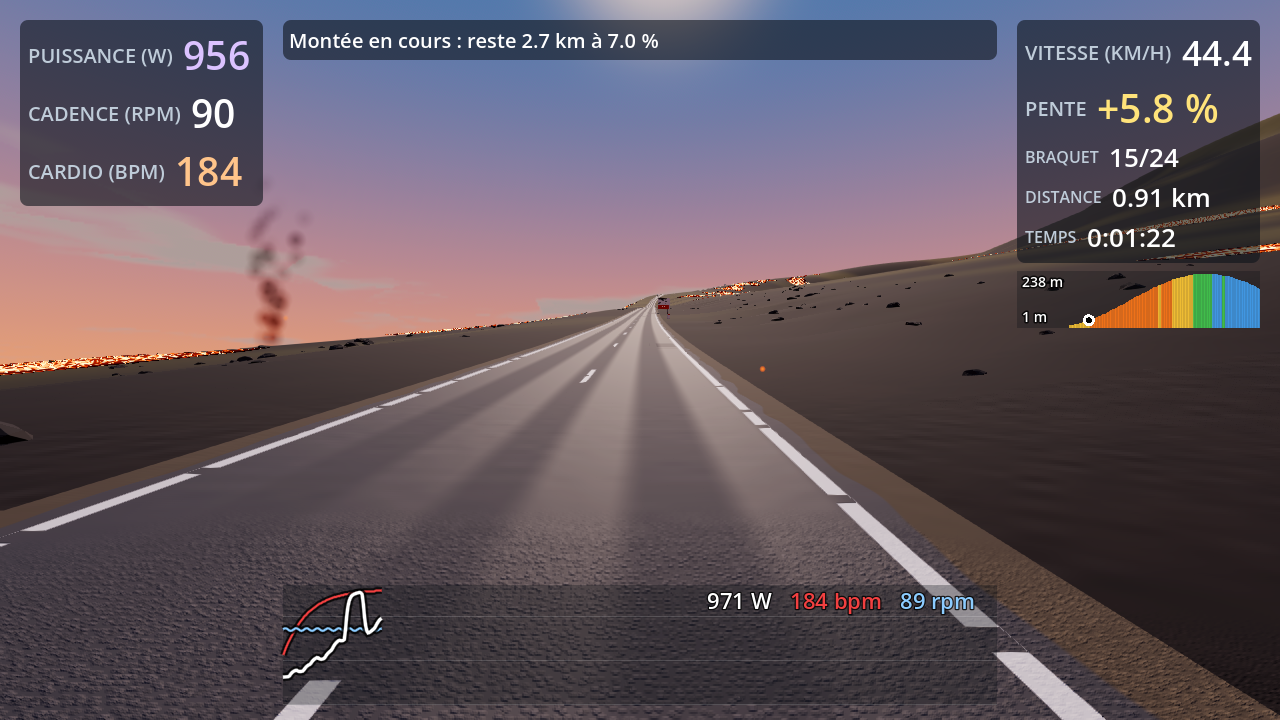 PUISSANCE (W) 956
CADENCE (RPM) 90
CARDIO (BPM) 184
Montée en cours : reste 2.7 km à 7.0 %
VITESSE (KM/H) 44.4
PENTE +5.8 %
BRAQUET 15/24
DISTANCE 0.91 km
TEMPS 0:01:22
238 m
1 m
971 W 184 bpm 89 rpm